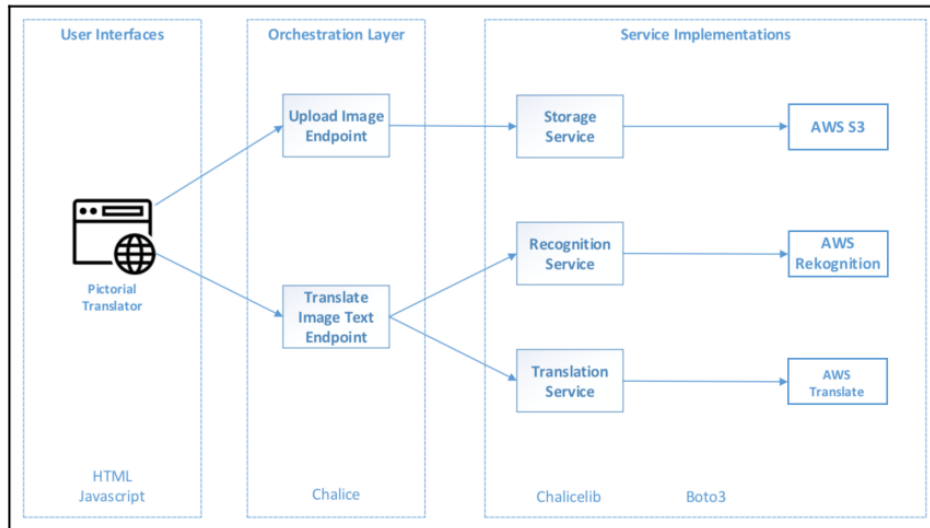 User Interfaces
Orchestration Layer
Service Implementations
Upload Image
Endpoint
Storage
Service
AWS S3
Pictorial
Translator
Recognition
Service
AWS
Rekognition
Translate
Image Text
Endpoint
Translation
Service
AWS
Translate
HTML
Javascript
Chalice
Chalicelib
Boto3